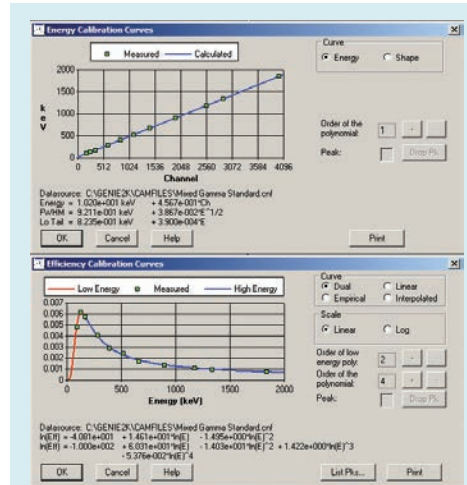 Energy Calibration Curves
Measured Calculated
2000
1500
1000
500
0
keV
0 512 1024 1536 2048 2560 3072 3584 4096
Channel
Curve
Energy Shape
Order of the polynomial: 1
Peak: Drop Pk.
Datasource: C:\GENIE2K\CAMFILES\Mixed Gamma Standard.cnf
Energy = 1.020e+001 keV + 4.567e-001*Ch
FWHM = 9.211e-001 keV + 3.867e-002*E^1/2
Lo Tail = 8.235e-001 keV + 3.900e-004*E
OK Cancel Help Print
Efficiency Calibration Curves
Low Energy Measured High Energy
0.007
0.006
0.005
0.004
0.003
0.002
0.001
0
0 500 1000 1500 2000
Energy (keV)
Curve
Dual Linear
Empirical Interpolated
Scale
Linear Log
Order of low energy poly: 2
Order of the polynomial: 4
Peak: Drop Pk.
Datasource: C:\GENIE2K\CAMFILES\Mixed Gamma Standard.cnf
ln(Eff) = -4.081e+001 + 1.461e+001*ln(E) - 1.495e+000*ln(E)^2
ln(Eff) = -1.000e+002 + 6.031e+001*ln(E) - 1.403e+001*ln(E)^2 + 1.422e+000*ln(E)^3
- 5.376e-002*ln(E)^4
OK Cancel Help List Pks... Print